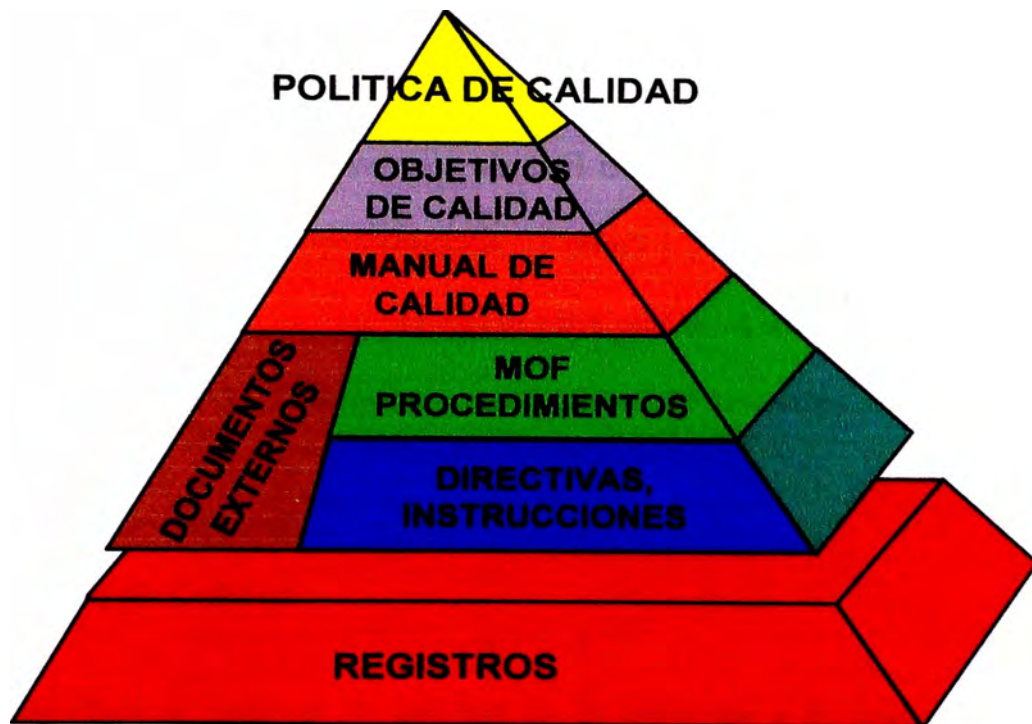 POLITICA DE CALIDAD
OBJETIVOS
DE CALIDAD
MANUAL DE
CALIDAD
DOCUMENTOS
EXTERNOS
MOF
PROCEDIMIENTOS
DIRECTIVAS,
INSTRUCCIONES
REGISTROS